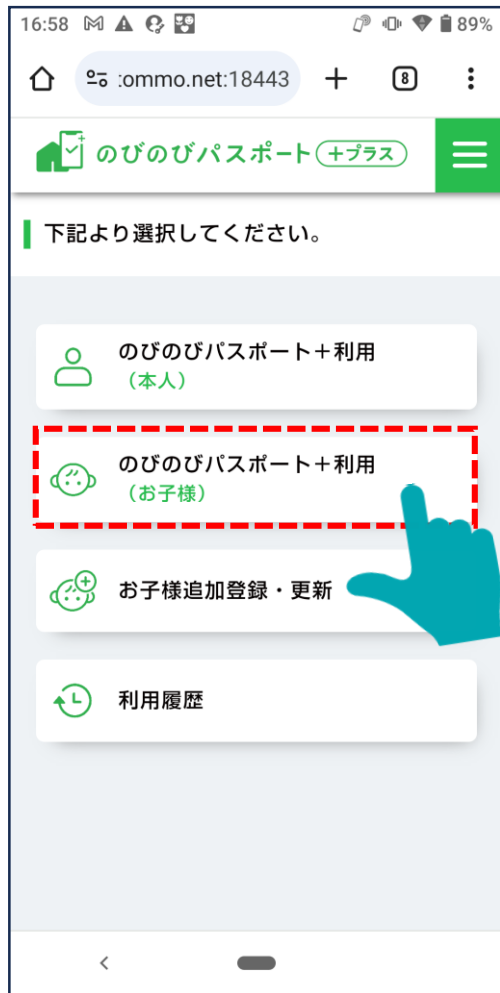 16:58 89%
:ommo.net:18443 8
のびのびパスポート +プラス
下記より選択してください。
のびのびパスポート＋利用
（本人）
のびのびパスポート＋利用
（お子様）
お子様追加登録・更新
利用履歴